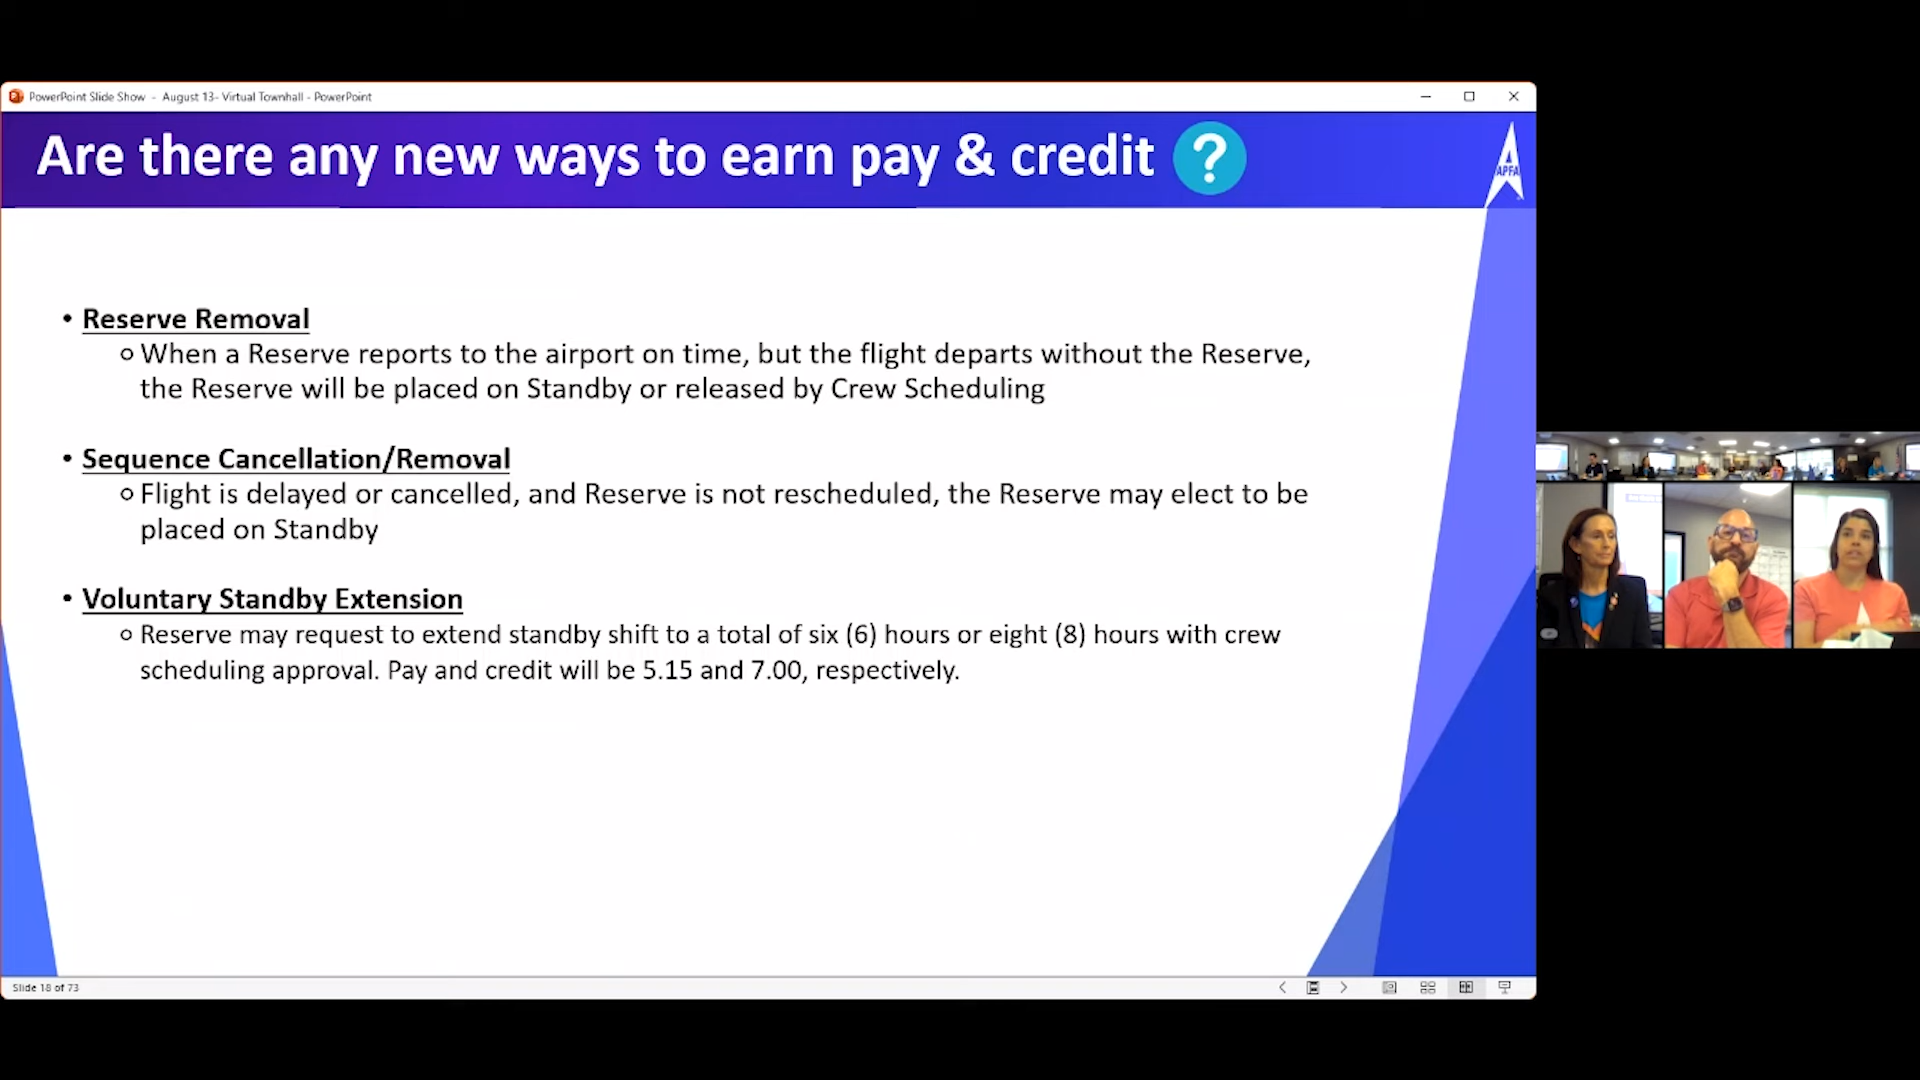 PowerPoint Slide Show - August 13- Virtual Townhall - PowerPoint
Are there any new ways to earn pay & credit ?
APFA
• Reserve Removal
o When a Reserve reports to the airport on time, but the flight departs without the Reserve,
the Reserve will be placed on Standby or released by Crew Scheduling
• Sequence Cancellation/Removal
o Flight is delayed or cancelled, and Reserve is not rescheduled, the Reserve may elect to be
placed on Standby
• Voluntary Standby Extension
o Reserve may request to extend standby shift to a total of six (6) hours or eight (8) hours with crew
scheduling approval. Pay and credit will be 5.15 and 7.00, respectively.
Slide 18 of 73